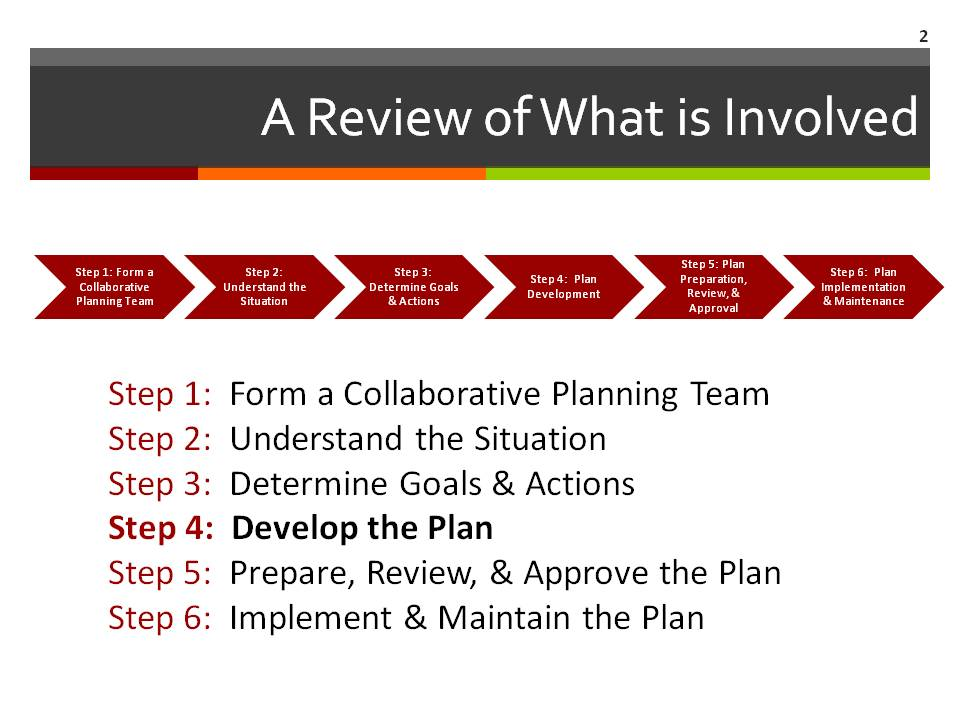 2
A Review of What is Involved
Step 1: Form a
Collaborative
Planning Team
Step 2:
Understand the
Situation
Step 3:
Determine Goals
& Actions
Step 4: Plan
Development
Step 5: Plan
Preparation,
Review, &
Approval
Step 6: Plan
Implementation
& Maintenance
Step 1: Form a Collaborative Planning Team
Step 2: Understand the Situation
Step 3: Determine Goals & Actions
Step 4: Develop the Plan
Step 5: Prepare, Review, & Approve the Plan
Step 6: Implement & Maintain the Plan